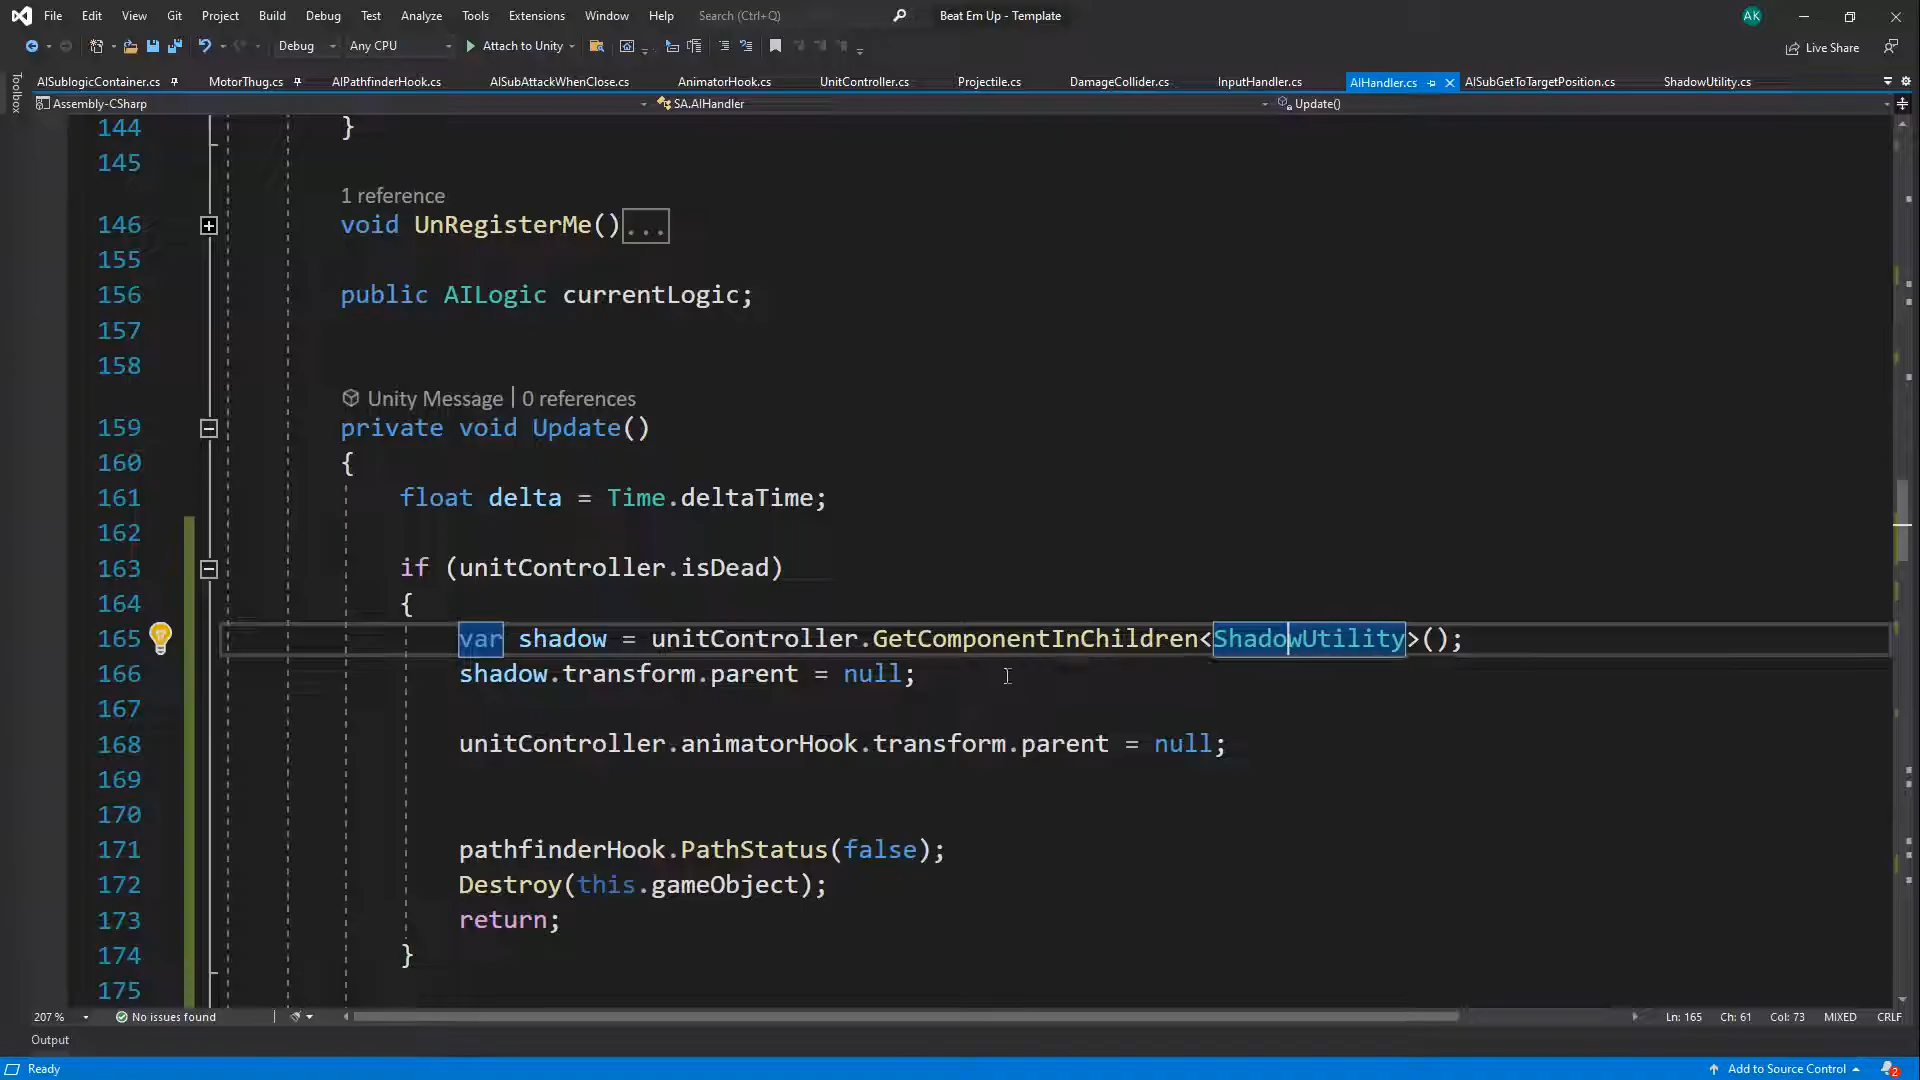 File Edit View Git Project Build Debug Test Analyze Tools Extensions Window Help Search (Ctrl+Q) Beat Em Up - Template AK
Debug Any CPU Attach to Unity Live Share
AISublogicContainer.cs MotorThug.cs AIPathfinderHook.cs AISubAttackWhenClose.cs AnimatorHook.cs UnitController.cs Projectile.cs DamageCollider.cs InputHandler.cs AIHandler.cs AISubGetToTargetPosition.cs ShadowUtility.cs
Toolbox
Assembly-CSharp SA.AIHandler Update()
144 }
145
1 reference
146 void UnRegisterMe()...
155
156 public AILogic currentLogic;
157
158
Unity Message | 0 references
159 private void Update()
160 {
161 float delta = Time.deltaTime;
162
163 if (unitController.isDead)
164 {
165 var shadow = unitController.GetComponentInChildren<ShadowUtility>();
166 shadow.transform.parent = null;
167
168 unitController.animatorHook.transform.parent = null;
169
170
171 pathfinderHook.PathStatus(false);
172 Destroy(this.gameObject);
173 return;
174 }
175
207 % No issues found Ln: 165 Ch: 61 Col: 73 MIXED CRLF
Output
Ready Add to Source Control 2